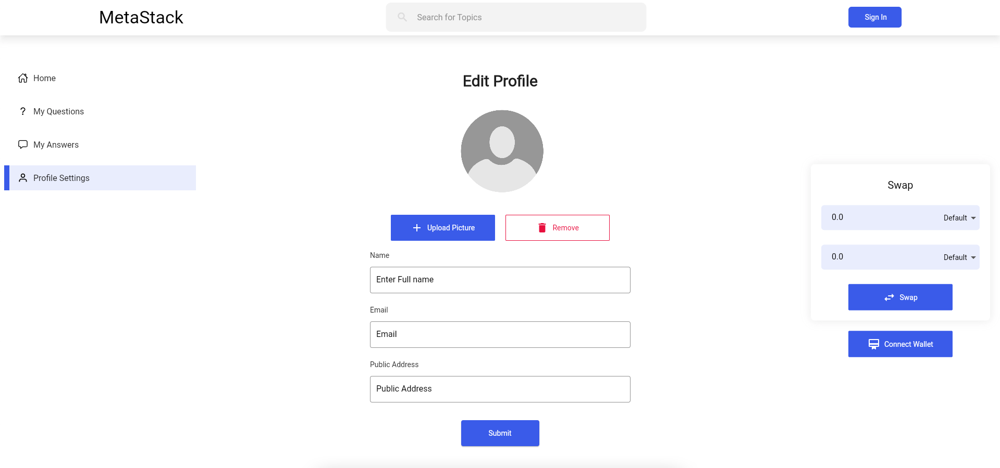 MetaStack
Search for Topics
Sign In
Home
My Questions
My Answers
Profile Settings
Edit Profile
Upload Picture
Remove
Name
Enter Full name
Email
Email
Public Address
Public Address
Submit
Swap
0.0 Default
0.0 Default
Swap
Connect Wallet